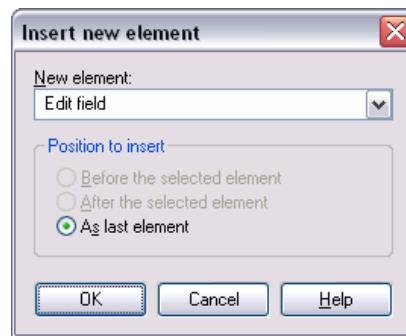 Insert new element
New element:
Edit field
Position to insert
Before the selected element
After the selected element
As last element
OK Cancel Help